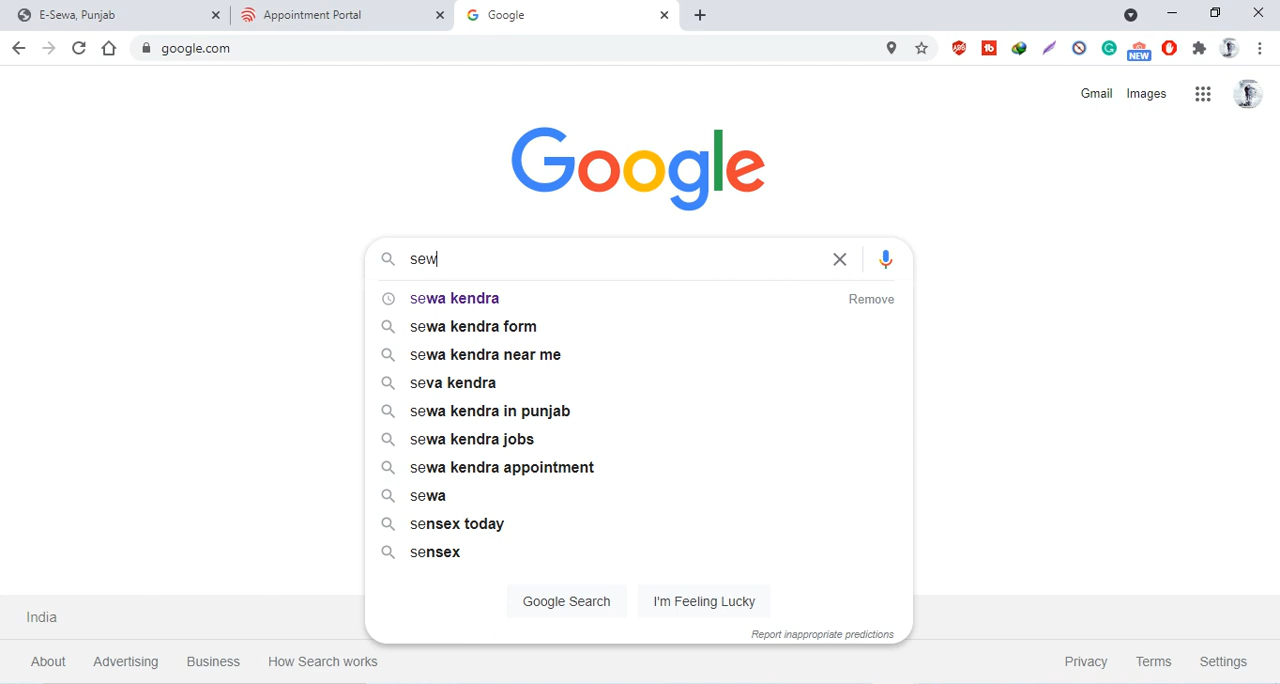 E-Sewa, Punjab
Appointment Portal
Google
google.com
NEW
Gmail Images
Google
sew
sewa kendra Remove
sewa kendra form
sewa kendra near me
seva kendra
sewa kendra in punjab
sewa kendra jobs
sewa kendra appointment
sewa
sensex today
sensex
Google Search I'm Feeling Lucky
Report inappropriate predictions
India
About Advertising Business How Search works Privacy Terms Settings